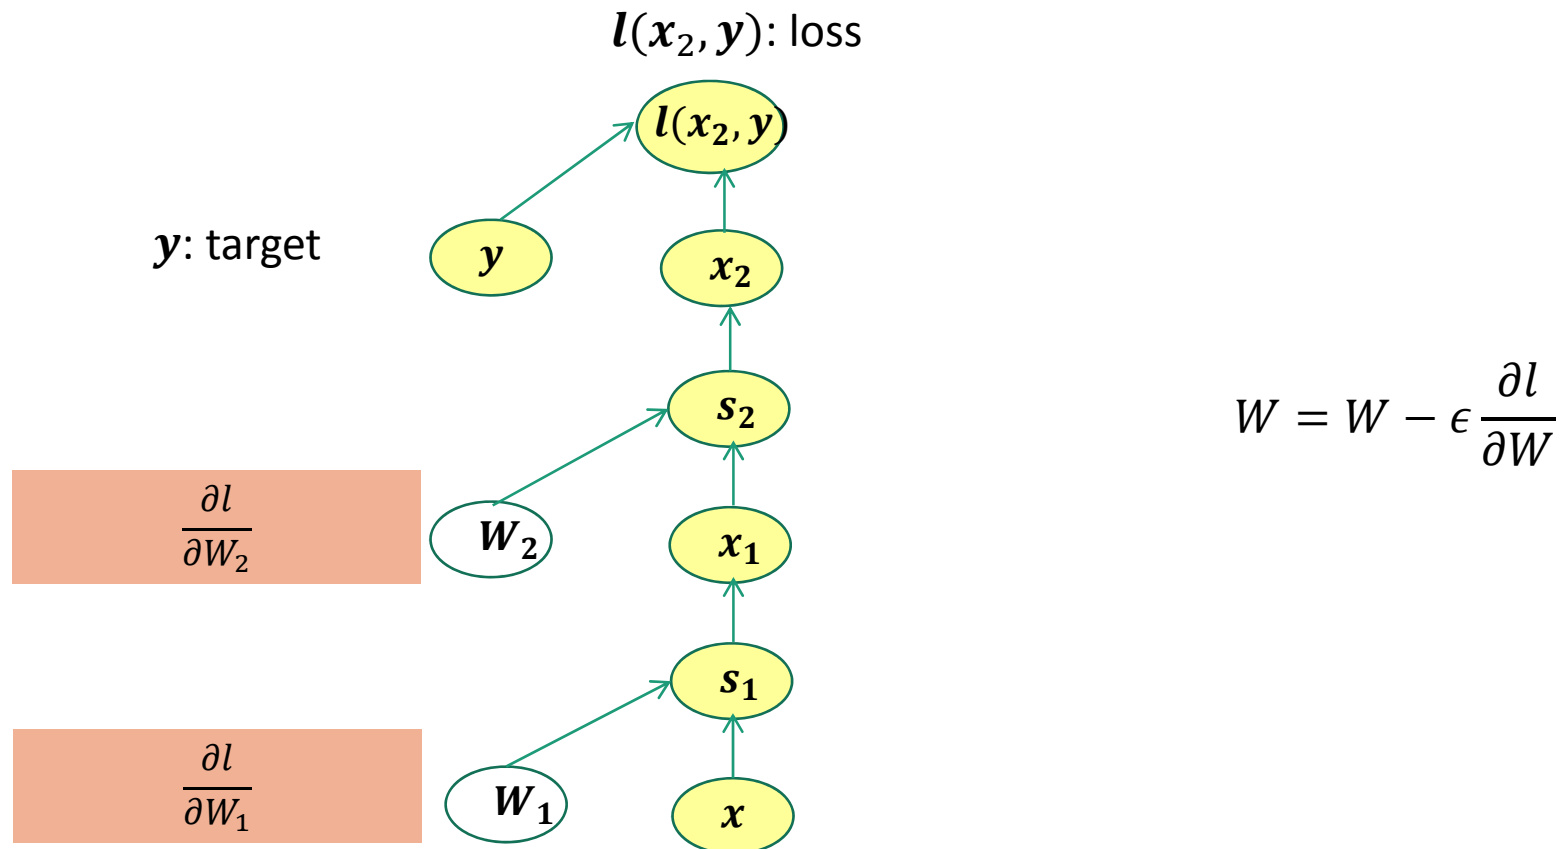 l(x₂, y): loss
l(x₂, y)
y: target
y
x₂
s₂
W = W − ϵ ∂l/∂W
∂l/∂W₂
W₂
x₁
s₁
∂l/∂W₁
W₁
x